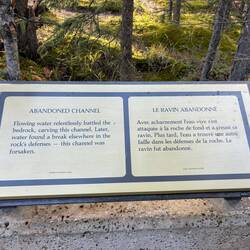 ABANDONED CHANNEL
Flowing water relentlessly battled the
bedrock, carving this channel. Later,
water found a break elsewhere in the
rock's defenses — this channel was
forsaken.
LE RAVIN ABANDONNÉ
Avec acharnement l'eau vive s'est
attaquée à la roche de fond et a creusé ce
ravin. Plus tard, l'eau a trouvé une autre
faille dans les défenses de la roche. Le
ravin fut abandonné.